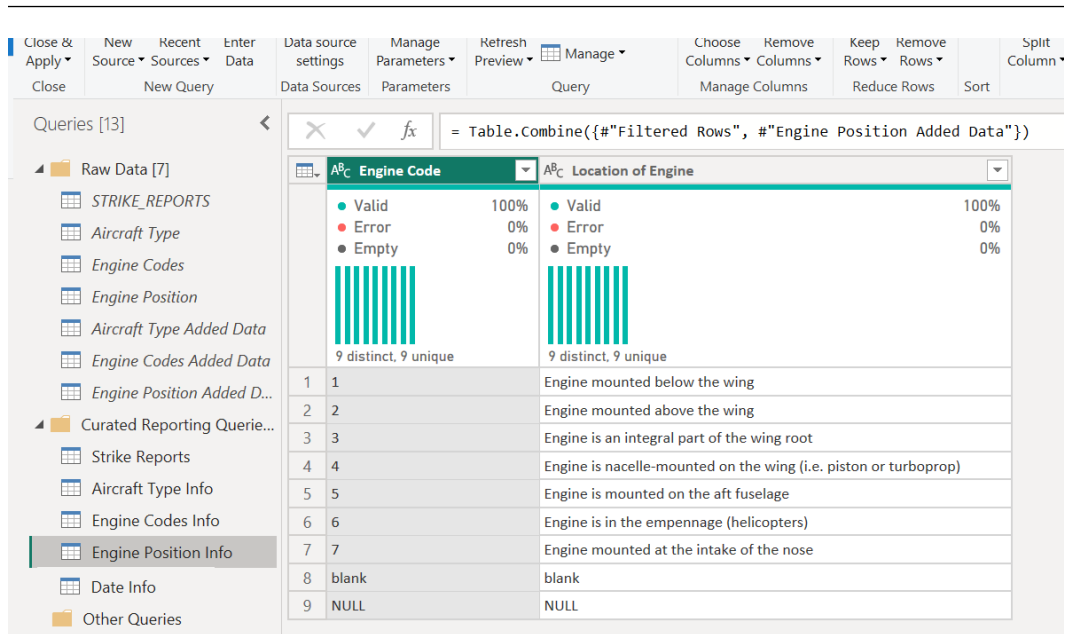 Close & New Recent Enter Data source Manage Refresh Manage Choose Remove Keep Remove Split
Apply Source Sources Data settings Parameters Preview Columns Columns Rows Rows Column
Close New Query Data Sources Parameters Query Manage Columns Reduce Rows Sort
Queries [13]
fx = Table.Combine({#"Filtered Rows", #"Engine Position Added Data"})
Raw Data [7]
STRIKE_REPORTS
Aircraft Type
Engine Codes
Engine Position
Aircraft Type Added Data
Engine Codes Added Data
Engine Position Added D...
Curated Reporting Querie...
Strike Reports
Aircraft Type Info
Engine Codes Info
Engine Position Info
Date Info
Other Queries
ABC Engine Code ABC Location of Engine
Valid 100% Valid 100%
Error 0% Error 0%
Empty 0% Empty 0%
9 distinct, 9 unique 9 distinct, 9 unique
1 1 Engine mounted below the wing
2 2 Engine mounted above the wing
3 3 Engine is an integral part of the wing root
4 4 Engine is nacelle-mounted on the wing (i.e. piston or turboprop)
5 5 Engine is mounted on the aft fuselage
6 6 Engine is in the empennage (helicopters)
7 7 Engine mounted at the intake of the nose
8 blank blank
9 NULL NULL